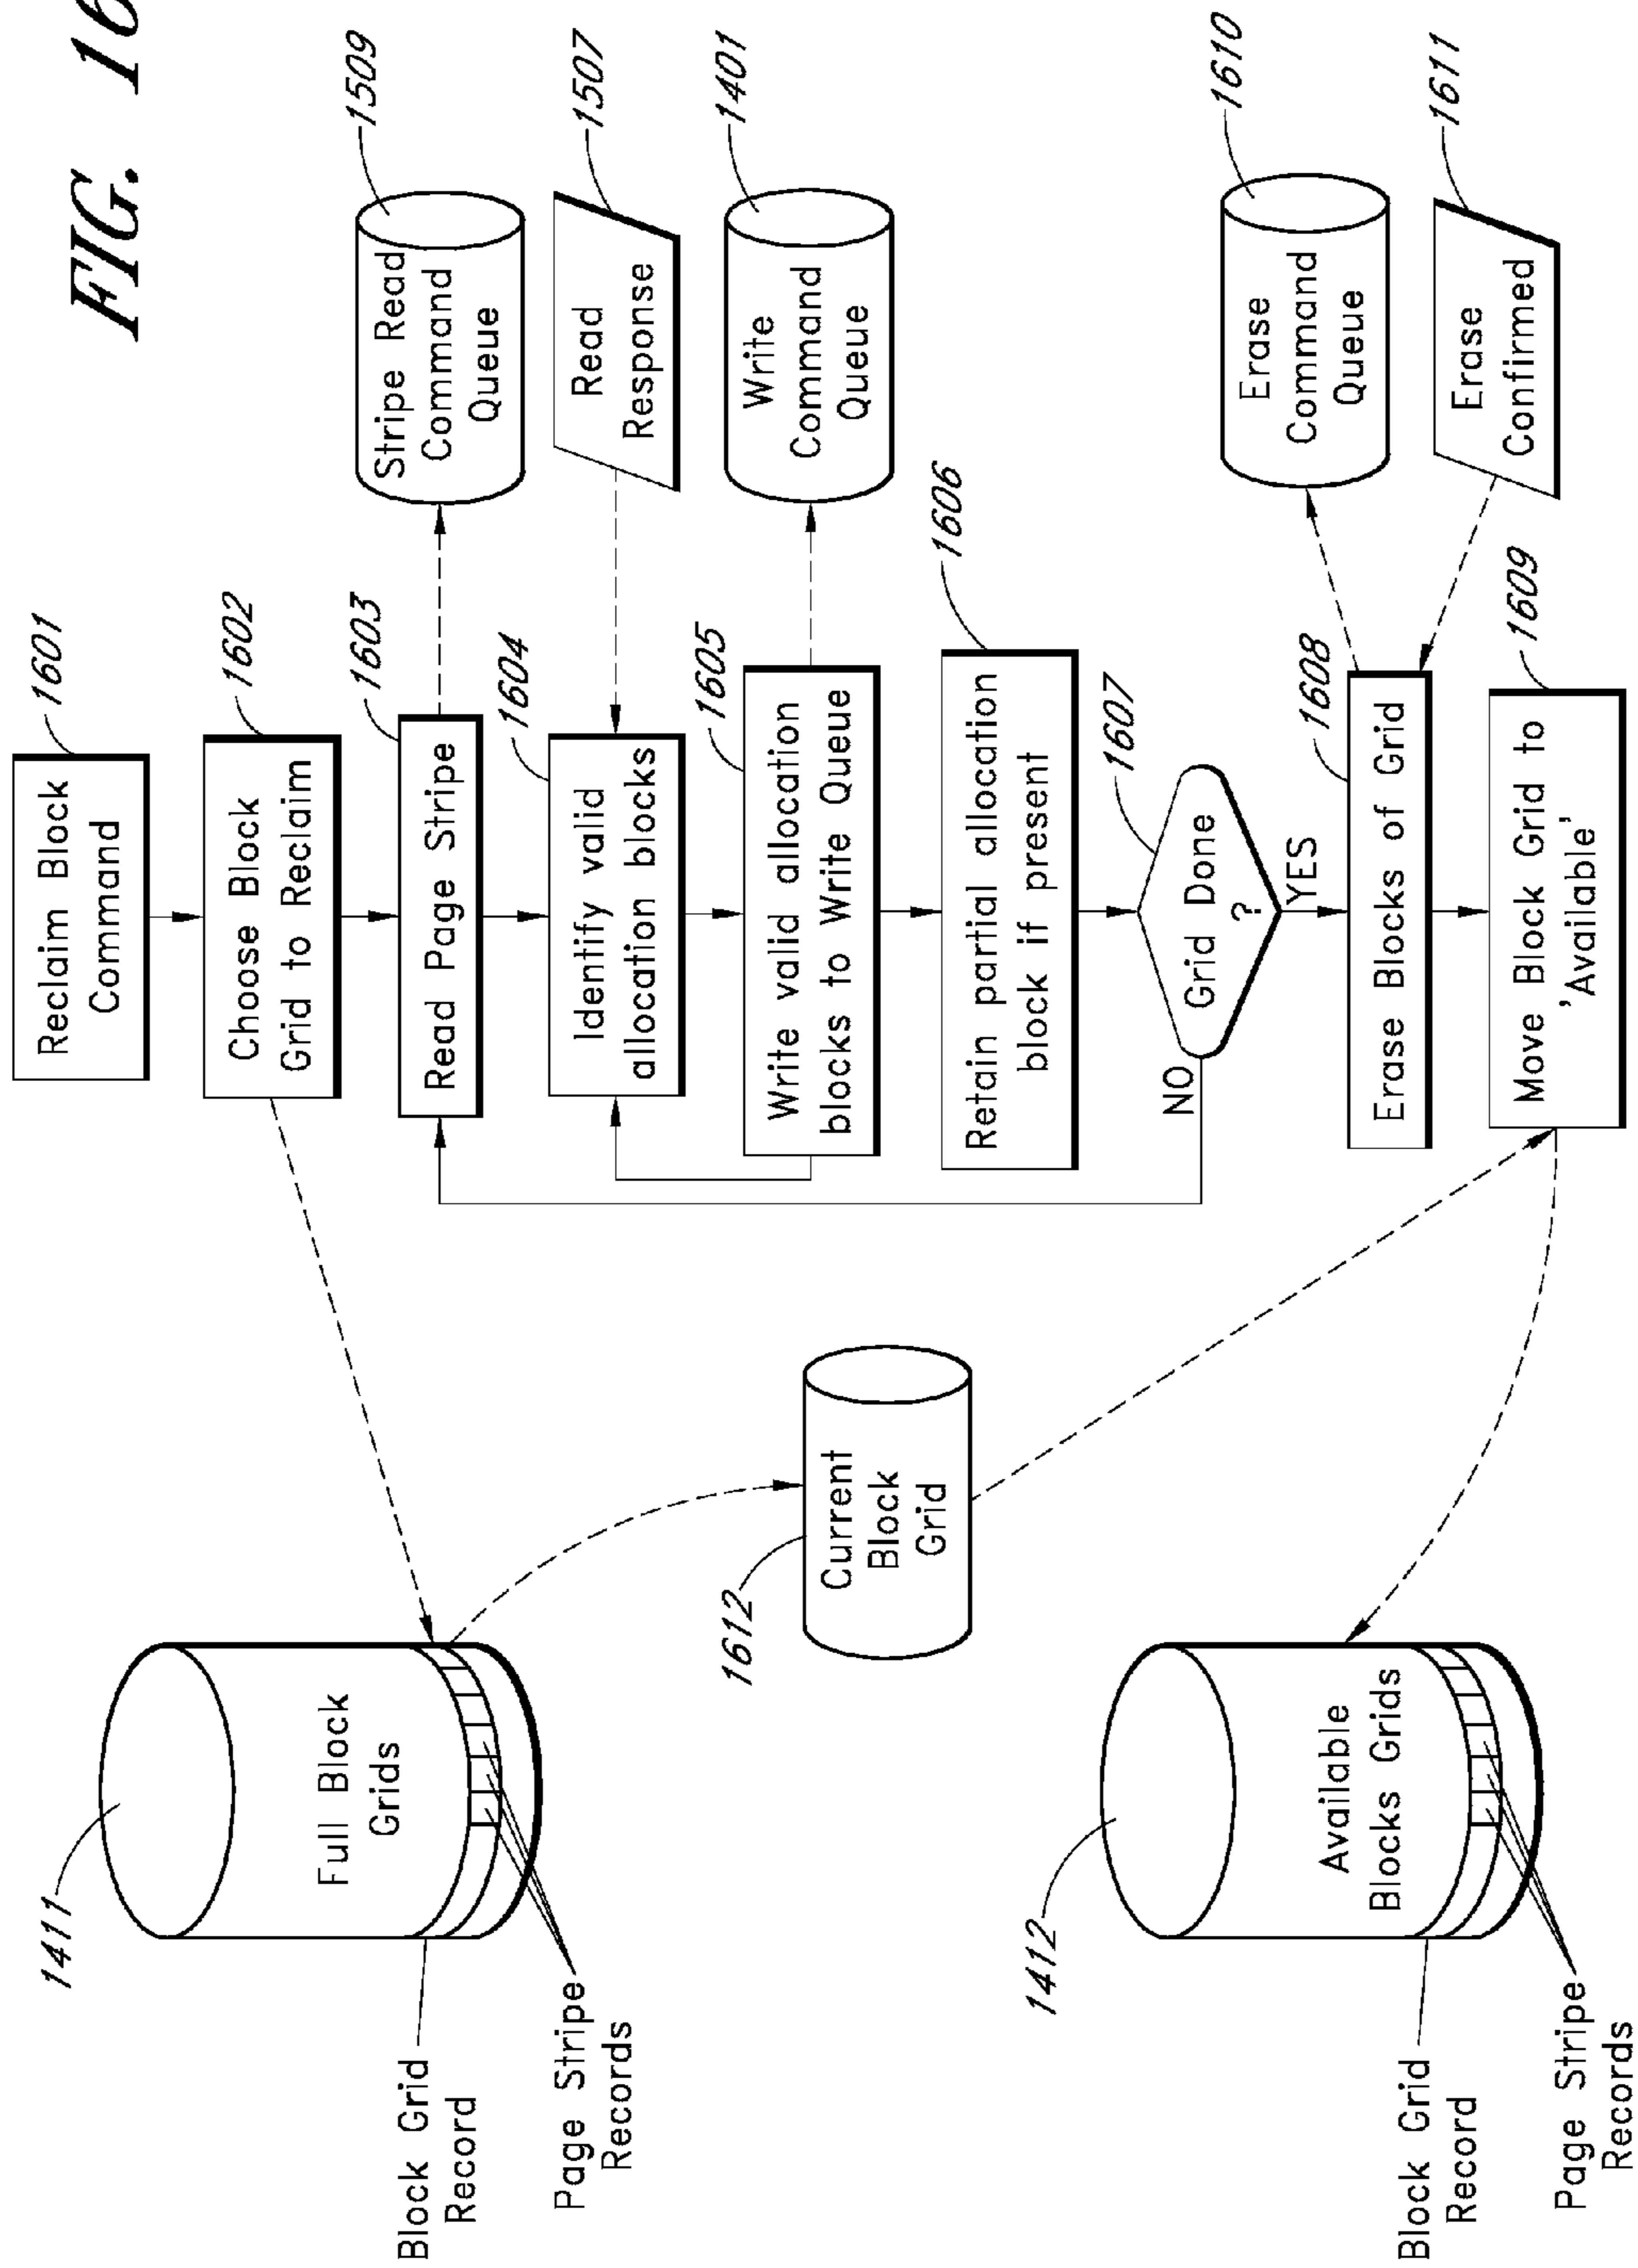 FIG. 16
1601
Reclaim Block
Command
1602
Choose Block
Grid to Reclaim
1603
Read Page Stripe
1509
Stripe Read
Command
Queue
1604
Identify valid
allocation blocks
1507
Read
Response
1605
Write valid allocation
blocks to Write Queue
1401
Write
Command
Queue
1606
Retain partial allocation
block if present
1607
Grid Done
?
NO
YES
1608
Erase Blocks of Grid
1610
Erase
Command
Queue
1611
Erase
Confirmed
1609
Move Block Grid to
'Available'
1411
Full Block
Grids
Block Grid
Record
Page Stripe
Records
1612
Current
Block
Grid
1412
Available
Blocks Grids
Block Grid
Record
Page Stripe
Records